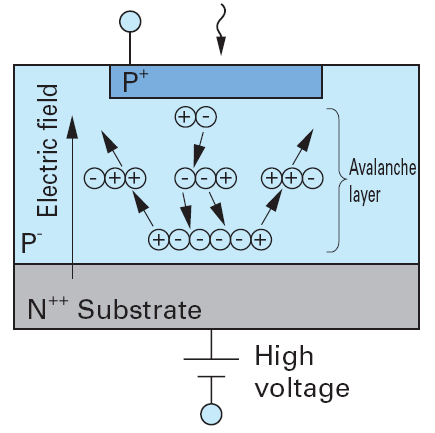 P⁺
+ -
Electric field
- + +
- - +
+ + -
Avalanche
layer
+ - - - - +
P⁻
N⁺⁺ Substrate
High
voltage